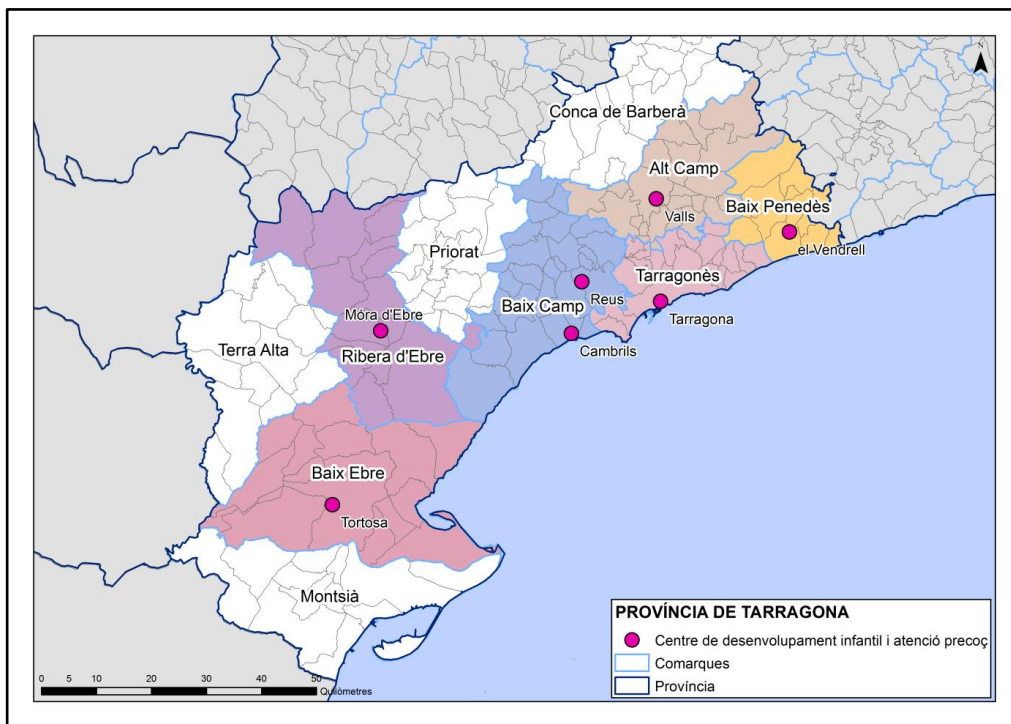 N
Conca de Barberà
Alt Camp
Valls
Baix Penedès
el Vendrell
Priorat
Tarragonès
Reus
Baix Camp
Tarragona
Móra d'Ebre
Cambrils
Terra Alta
Ribera d'Ebre
Baix Ebre
Tortosa
Montsià
PROVÍNCIA DE TARRAGONA
Centre de desenvolupament infantil i atenció precoç
Comarques
Província
0 5 10 20 30 40 50
Quilòmetres